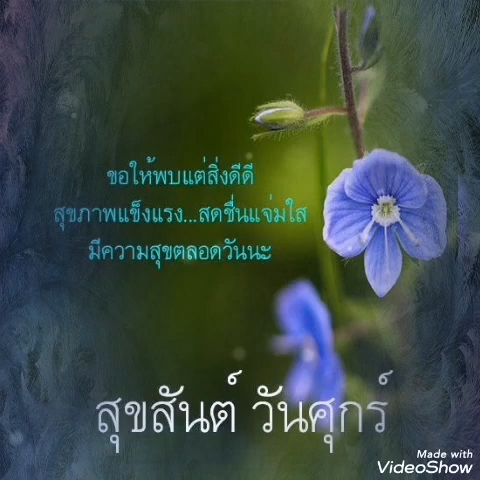 ขอให้พบแต่สิ่งดีดี
สุขภาพแข็งแรง...สดชื่นแจ่มใส
มีความสุขตลอดวันนะ
สุขสันต์ วันศุกร์
Made with
VideoShow